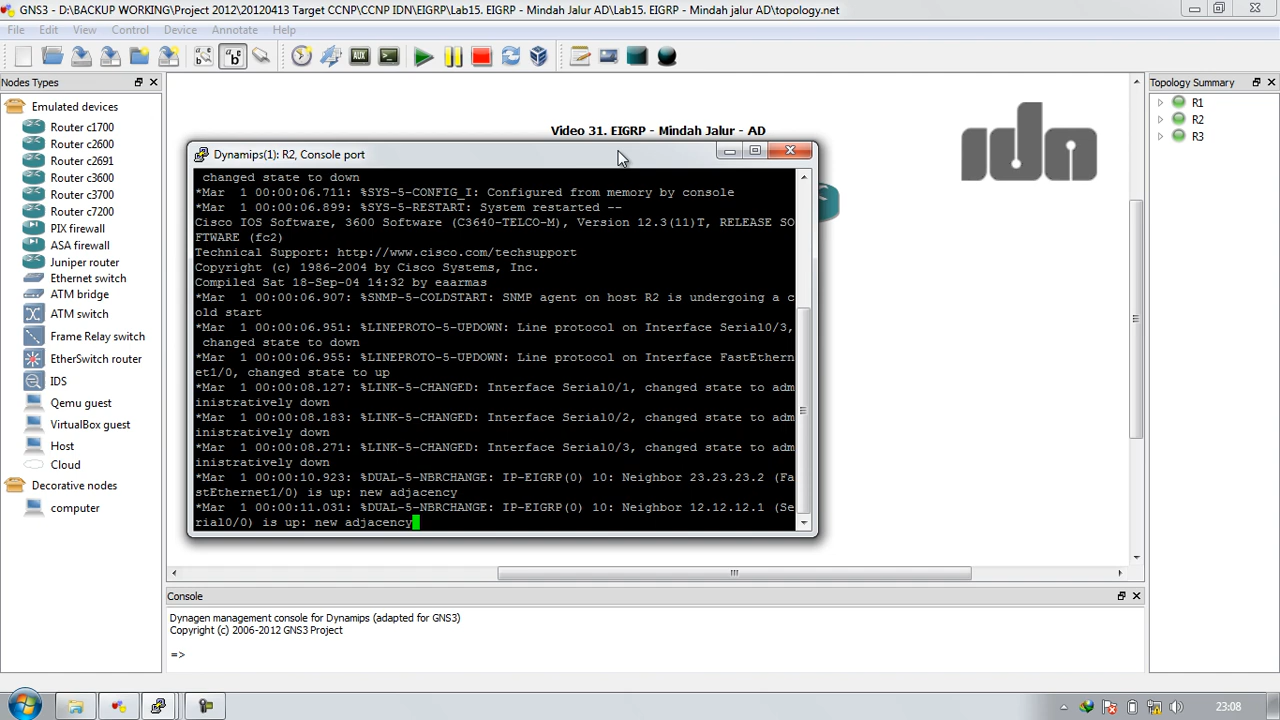 GNS3 - D:\BACKUP WORKING\Project 2012\20120413 Target CCNP\CCNP IDN\EIGRP\Lab15. EIGRP - Mindah Jalur AD\Lab15. EIGRP - Mindah jalur AD\topology.net
File Edit View Control Device Annotate Help
Nodes Types
Emulated devices
Router c1700
Router c2600
Router c2691
Router c3600
Router c3700
Router c7200
PIX firewall
ASA firewall
Juniper router
Ethernet switch
ATM bridge
ATM switch
Frame Relay switch
EtherSwitch router
IDS
Qemu guest
VirtualBox guest
Host
Cloud
Decorative nodes
computer
AUX
Video 31. EIGRP - Mindah Jalur - AD
idn
Dynamips(1): R2, Console port
changed state to down
*Mar 1 00:00:06.711: %SYS-5-CONFIG_I: Configured from memory by console
*Mar 1 00:00:06.899: %SYS-5-RESTART: System restarted --
Cisco IOS Software, 3600 Software (C3640-TELCO-M), Version 12.3(11)T, RELEASE SO
FTWARE (fc2)
Technical Support: http://www.cisco.com/techsupport
Copyright (c) 1986-2004 by Cisco Systems, Inc.
Compiled Sat 18-Sep-04 14:32 by eaarmas
*Mar 1 00:00:06.907: %SNMP-5-COLDSTART: SNMP agent on host R2 is undergoing a c
old start
*Mar 1 00:00:06.951: %LINEPROTO-5-UPDOWN: Line protocol on Interface Serial0/3,
changed state to down
*Mar 1 00:00:06.955: %LINEPROTO-5-UPDOWN: Line protocol on Interface FastEthern
et1/0, changed state to up
*Mar 1 00:00:08.127: %LINK-5-CHANGED: Interface Serial0/1, changed state to adm
inistratively down
*Mar 1 00:00:08.183: %LINK-5-CHANGED: Interface Serial0/2, changed state to adm
inistratively down
*Mar 1 00:00:08.271: %LINK-5-CHANGED: Interface Serial0/3, changed state to adm
inistratively down
*Mar 1 00:00:10.923: %DUAL-5-NBRCHANGE: IP-EIGRP(0) 10: Neighbor 23.23.23.2 (Fa
stEthernet1/0) is up: new adjacency
*Mar 1 00:00:11.031: %DUAL-5-NBRCHANGE: IP-EIGRP(0) 10: Neighbor 12.12.12.1 (Se
rial0/0) is up: new adjacency
Console
Dynagen management console for Dynamips (adapted for GNS3)
Copyright (c) 2006-2012 GNS3 Project
=>
Topology Summary
R1
R2
R3
23:08